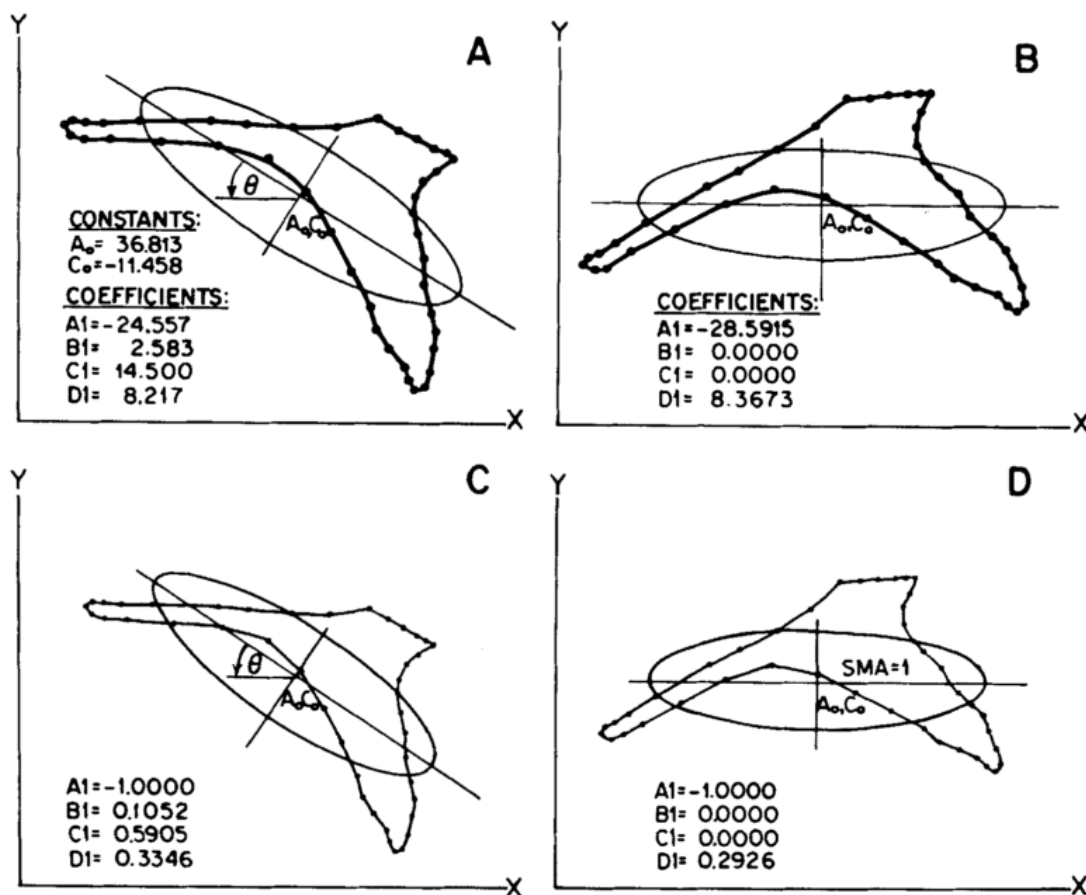 Y
A
θ
A₀,C₀
CONSTANTS:
A₀= 36.813
C₀=-11.458
COEFFICIENTS:
A1=-24.557
B1= 2.583
C1= 14.500
D1= 8.217
X
Y
B
A₀,C₀
COEFFICIENTS:
A1=-28.5915
B1= 0.0000
C1= 0.0000
D1= 8.3673
X
Y
C
θ
A₀C₀
A1=-1.0000
B1= 0.1052
C1= 0.5905
D1= 0.3346
X
Y
D
SMA=1
A₀,C₀
A1=-1.0000
B1= 0.0000
C1= 0.0000
D1= 0.2926
X